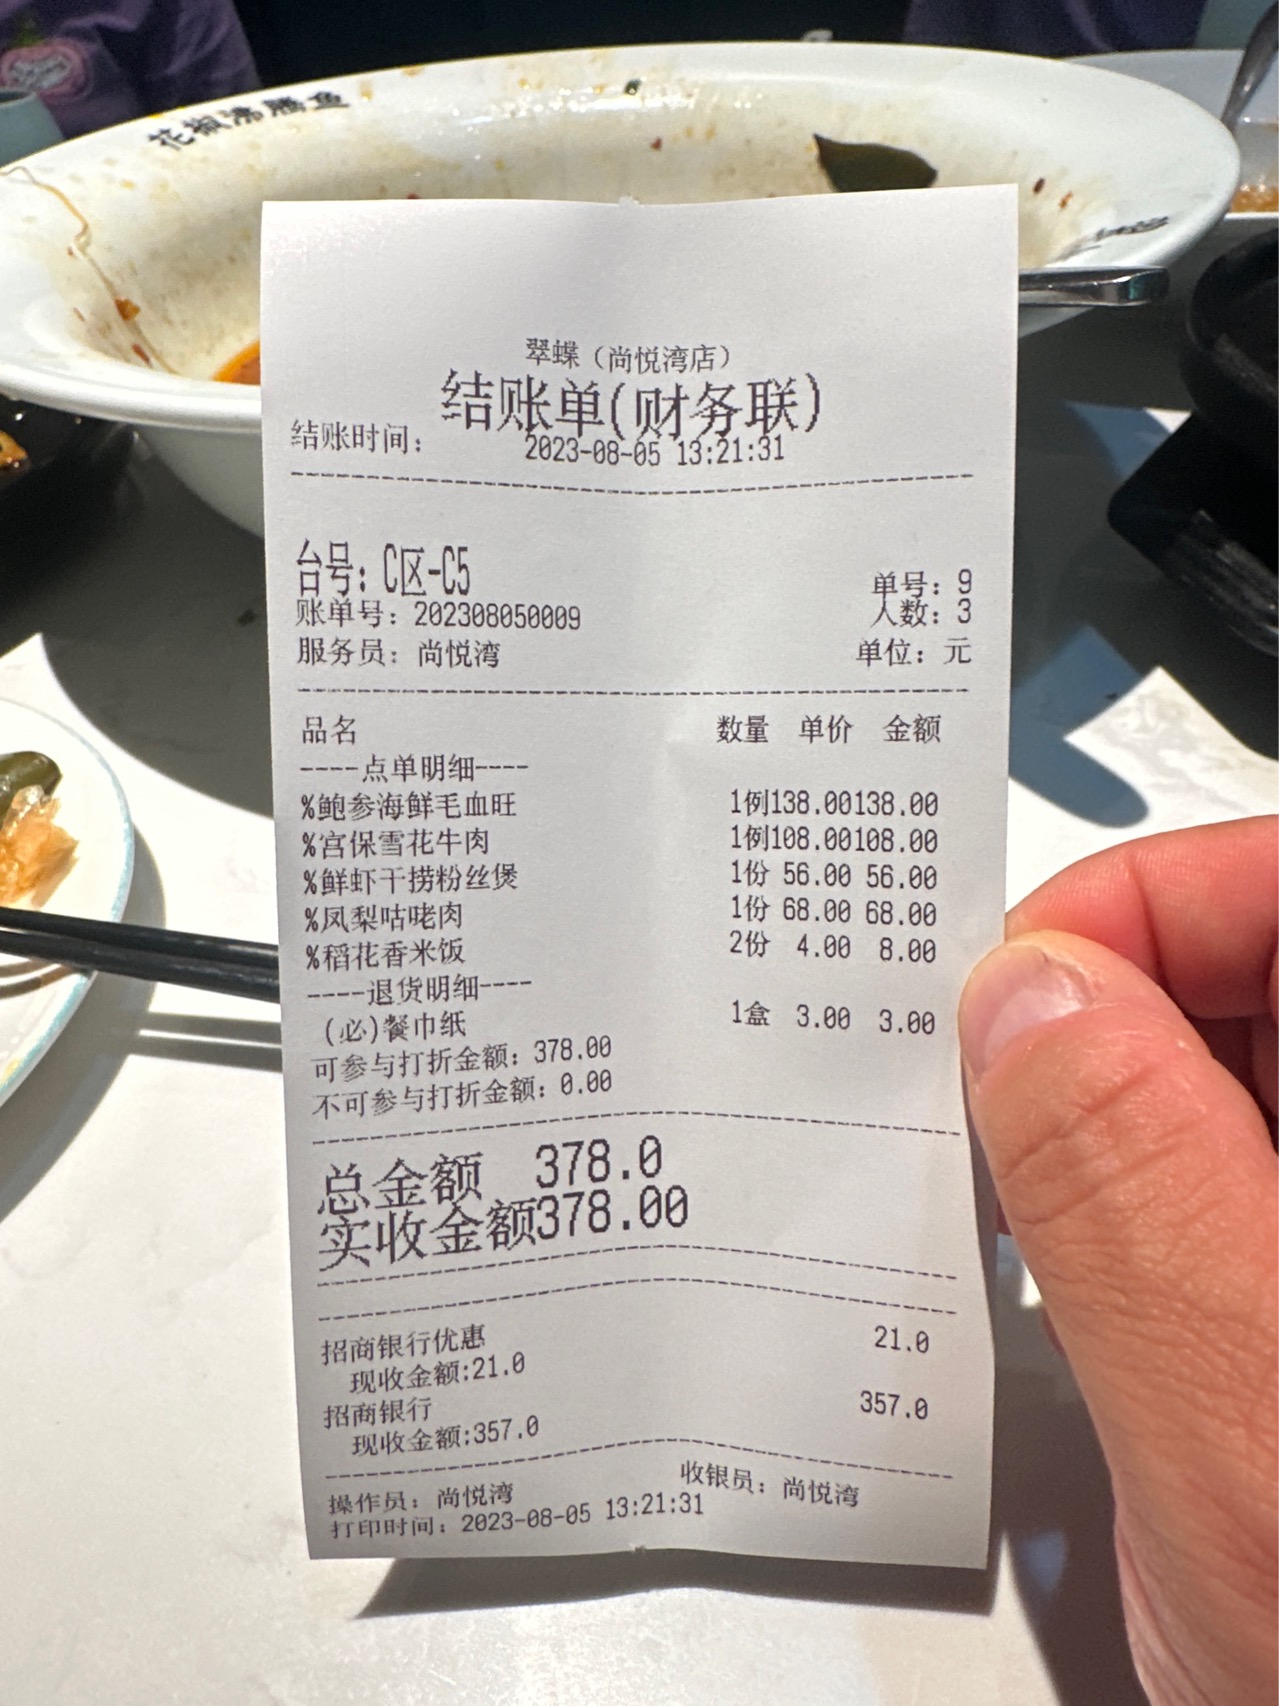 花椒沸腾鱼
翠蝶（尚悦湾店）
结账单(财务联)
结账时间： 2023-08-05 13:21:31
台号：C区-C5
单号：9
账单号：202308050009 人数：3
服务员：尚悦湾 单位：元
品名 数量 单价 金额
----点单明细----
%鲍参海鲜毛血旺 1例138.00138.00
%宫保雪花牛肉 1例108.00108.00
%鲜虾干捞粉丝煲 1份 56.00 56.00
%凤梨咕咾肉 1份 68.00 68.00
%稻花香米饭 2份 4.00 8.00
----退货明细----
(必)餐巾纸 1盒 3.00 3.00
可参与打折金额：378.00
不可参与打折金额：0.00
总金额 378.0
实收金额378.00
招商银行优惠 21.0
现收金额:21.0
招商银行 357.0
现收金额:357.0
操作员：尚悦湾 收银员：尚悦湾
打印时间：2023-08-05 13:21:31